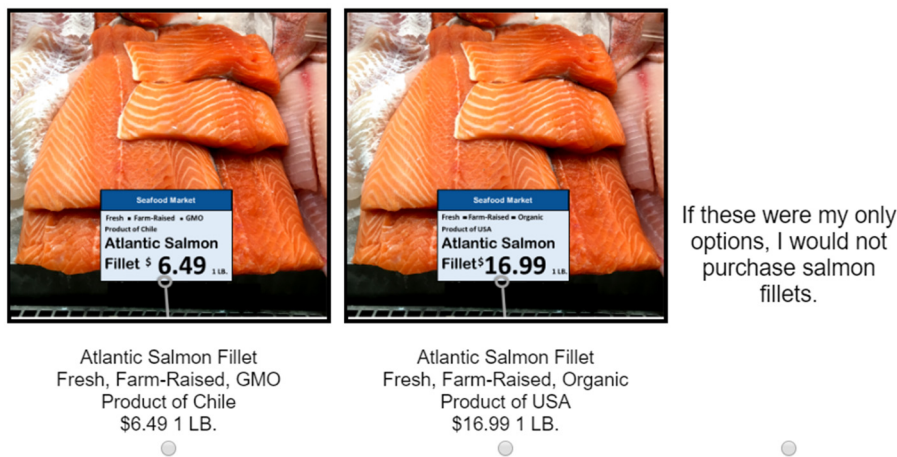 Seafood Market
Fresh ▪ Farm-Raised ▪ GMO
Product of Chile
Atlantic Salmon
Fillet $ 6.49 1 LB.
Seafood Market
Fresh ▪ Farm-Raised ▪ Organic
Product of USA
Atlantic Salmon
Fillet $16.99 1 LB.
If these were my only
options, I would not
purchase salmon
fillets.
Atlantic Salmon Fillet
Fresh, Farm-Raised, GMO
Product of Chile
$6.49 1 LB.
Atlantic Salmon Fillet
Fresh, Farm-Raised, Organic
Product of USA
$16.99 1 LB.